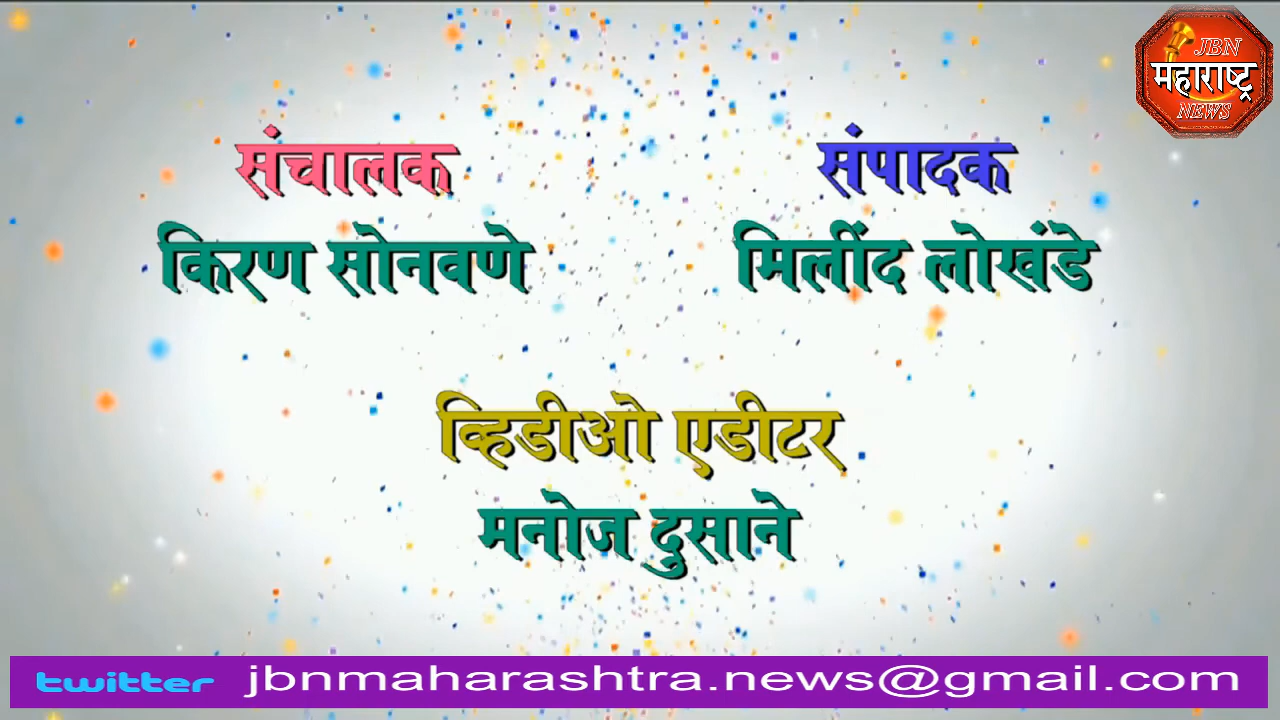 JBN
महाराष्ट्र
NEWS
संचालक
किरण सोनवणे
संपादक
मिलींद लोखंडे
व्हिडीओ एडीटर
मनोज दुसाने
twitter jbnmaharashtra.news@gmail.com